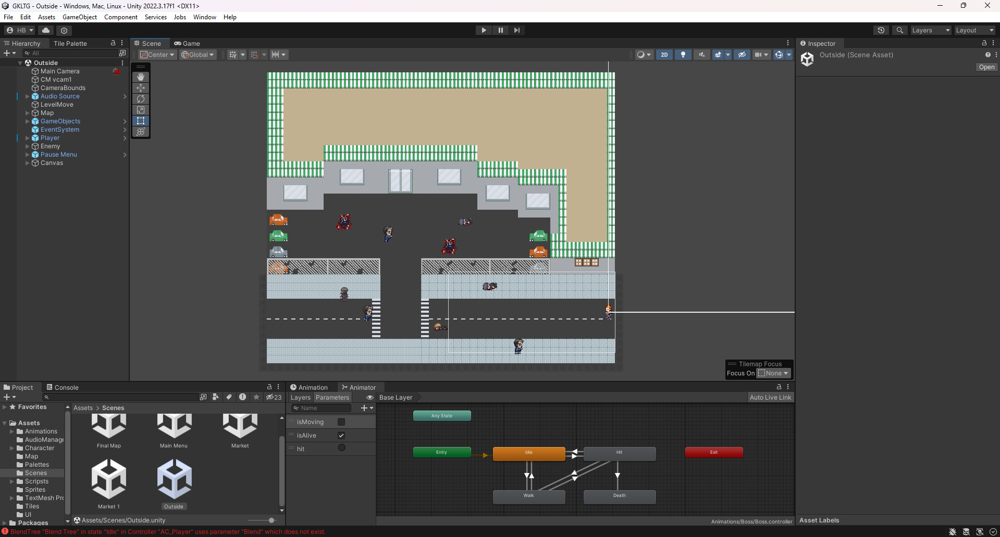 GKLTG - Outside - Windows, Mac, Linux - Unity 2022.3.17f1 <DX11>
File Edit Assets GameObject Component Services Jobs Window Help
HB
Layers
Layout
Hierarchy
Tile Palette
All
Outside
Main Camera
CM vcam1
CameraBounds
Audio Source
LevelMove
Map
GameObjects
EventSystem
Player
Enemy
Pause Menu
Canvas
Scene
Game
Center
Global
2D
Tilemap Focus
Focus On
None
Inspector
Outside (Scene Asset)
Open
Project
Console
23
Favorites
Assets
Animations
AudioManage
Character
Map
Palettes
Scenes
Scripsts
Sprites
TextMesh Pro
Tiles
UI
Packages
Assets > Scenes
Final Map
Main Menu
Market
Market 1
Outside
Assets/Scenes/Outside.unity
Animation
Animator
Layers
Parameters
Base Layer
Auto Live Link
Name
isMoving
isAlive
hit
Any State
Entry
Idle
Hit
Exit
Walk
Death
Animations/Boss/Boss.controller
Asset Labels
BlendTree "Blend Tree" in state "Idle" in Controller "AC_Player" uses parameter "Blend" which does not exist.